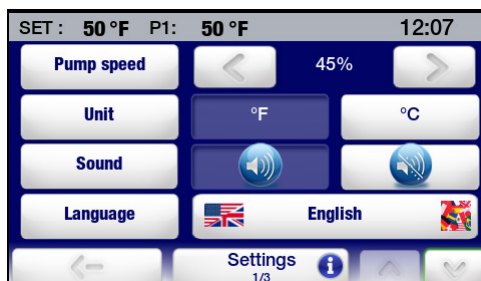 SET : 50 °F P1: 50 °F 12:07
Pump speed 45%
Unit °F °C
Sound
Language English
Settings
1/3